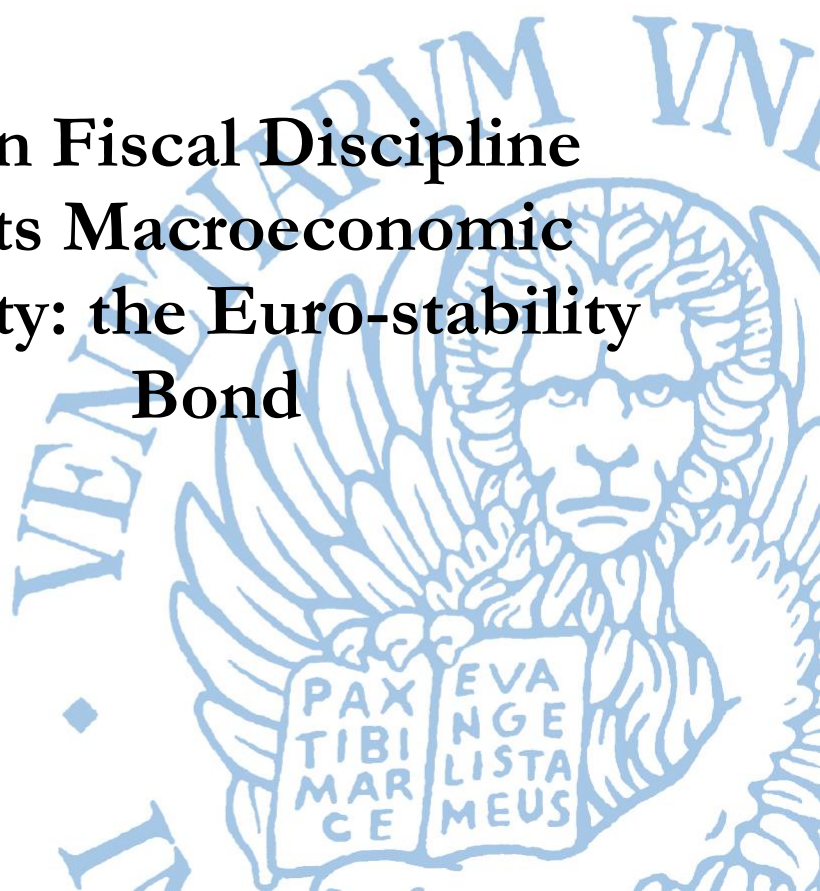 n Fiscal Discipline
ts Macroeconomic
ty: the Euro-stability
Bond
VENETIARVM VN
PAX
TIBI
MAR
CE
EVA
NGE
LISTA
MEUS